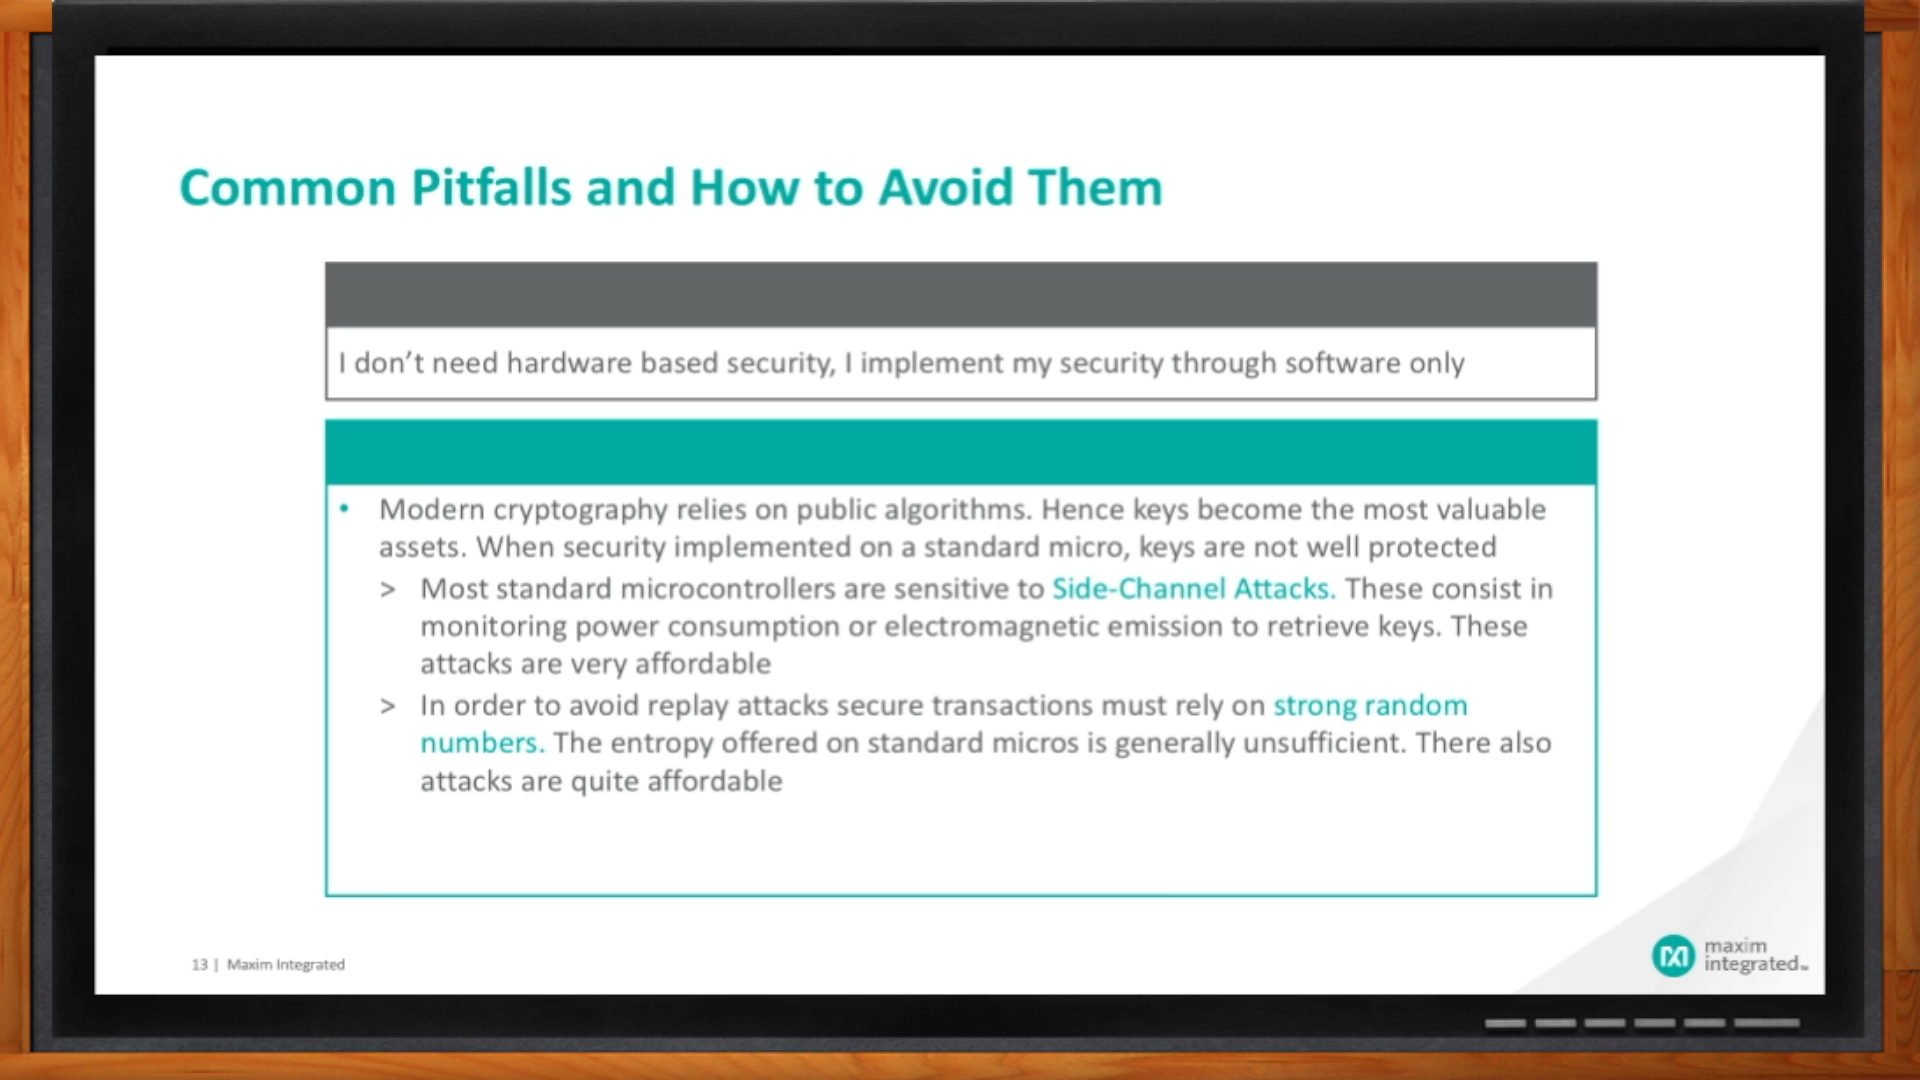 Common Pitfalls and How to Avoid Them
I don't need hardware based security, I implement my security through software only
• Modern cryptography relies on public algorithms. Hence keys become the most valuable
assets. When security implemented on a standard micro, keys are not well protected
> Most standard microcontrollers are sensitive to Side-Channel Attacks. These consist in
monitoring power consumption or electromagnetic emission to retrieve keys. These
attacks are very affordable
> In order to avoid replay attacks secure transactions must rely on strong random
numbers. The entropy offered on standard micros is generally unsufficient. There also
attacks are quite affordable
13 | Maxim Integrated
maxim
integrated™